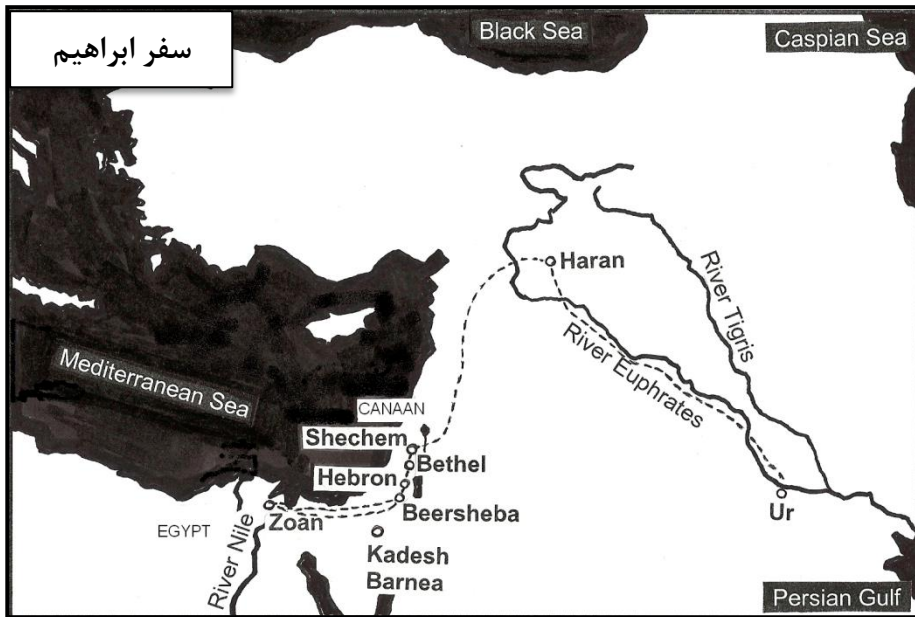 سفر ابراهیم
Black Sea
Caspian Sea
Haran
River Tigris
River Euphrates
Mediterranean Sea
CANAAN
Shechem
Bethel
Hebron
Beersheba
Zoan
Ur
EGYPT
River Nile
Kadesh
Barnea
Persian Gulf